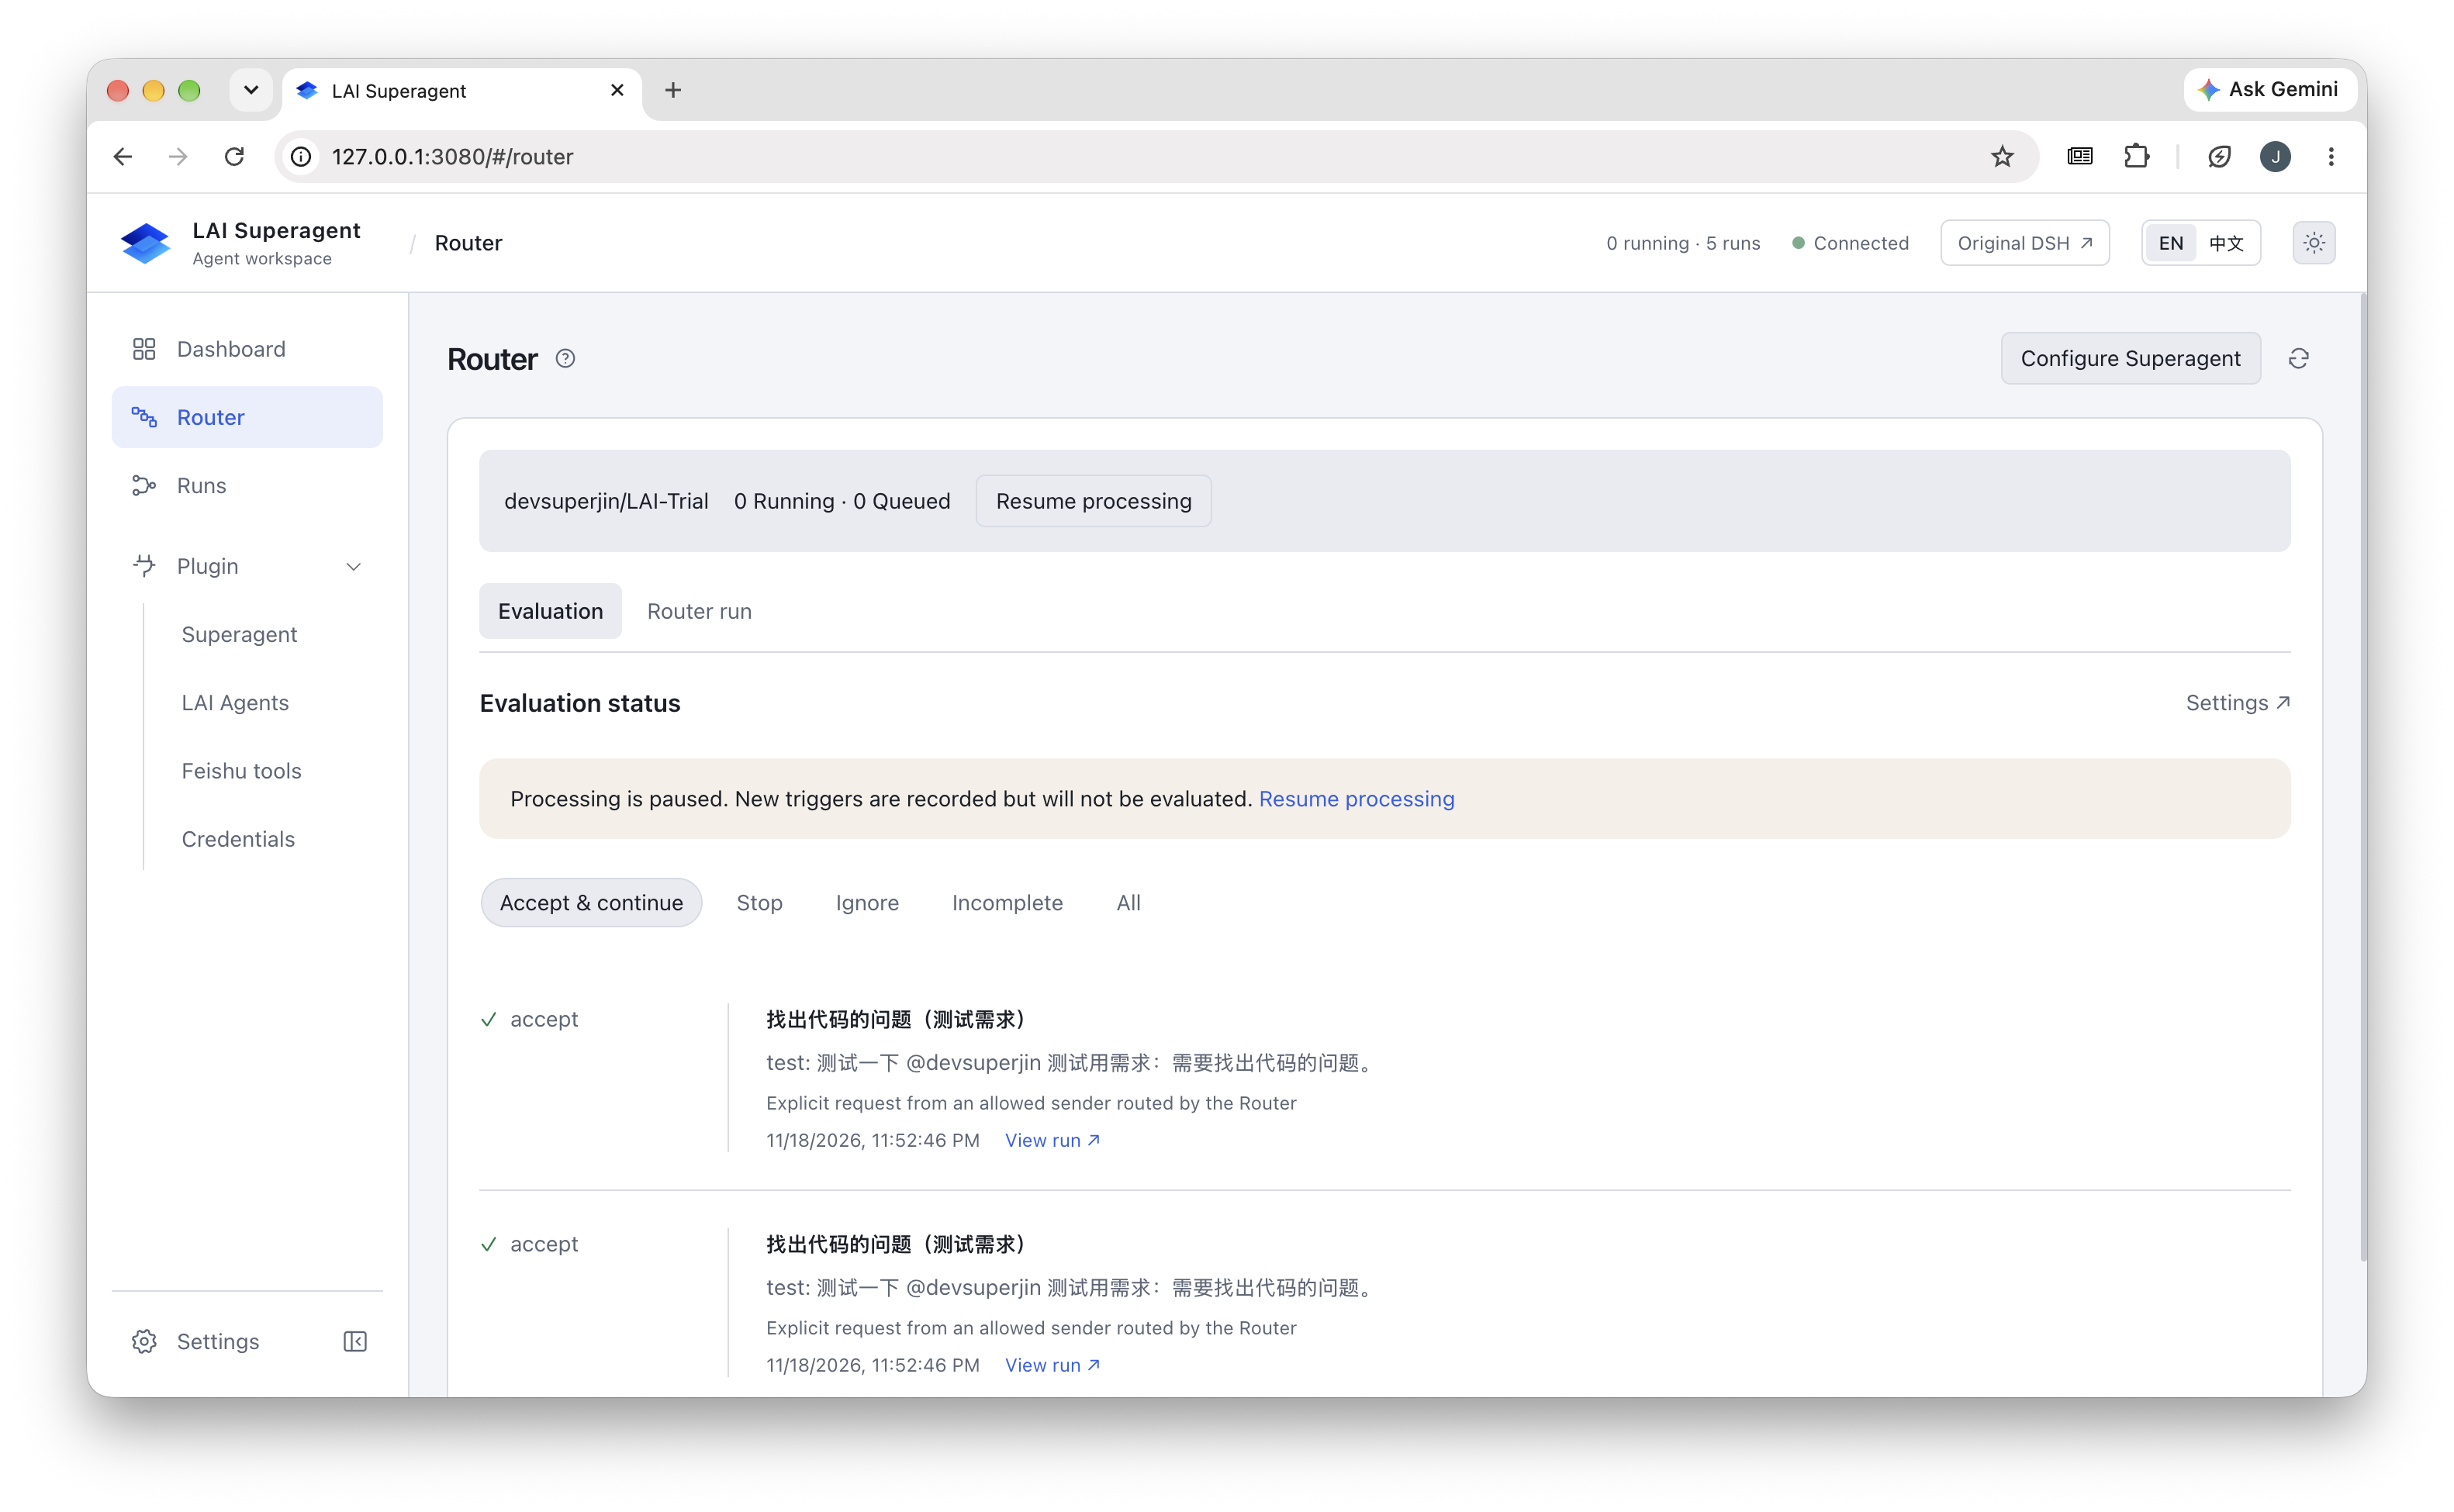 LAI Superagent
Ask Gemini
127.0.0.1:3080/#/router
J
LAI Superagent
Agent workspace
/ Router
0 running · 5 runs
Connected
Original DSH
EN 中文
Dashboard
Router
Runs
Plugin
Superagent
LAI Agents
Feishu tools
Credentials
Settings
Router
Configure Superagent
devsuperjin/LAI-Trial 0 Running · 0 Queued Resume processing
Evaluation Router run
Evaluation status
Settings
Processing is paused. New triggers are recorded but will not be evaluated. Resume processing
Accept & continue Stop Ignore Incomplete All
accept
找出代码的问题（测试需求）
test: 测试一下 @devsuperjin 测试用需求：需要找出代码的问题。
Explicit request from an allowed sender routed by the Router
11/18/2026, 11:52:46 PM View run
accept
找出代码的问题（测试需求）
test: 测试一下 @devsuperjin 测试用需求：需要找出代码的问题。
Explicit request from an allowed sender routed by the Router
11/18/2026, 11:52:46 PM View run